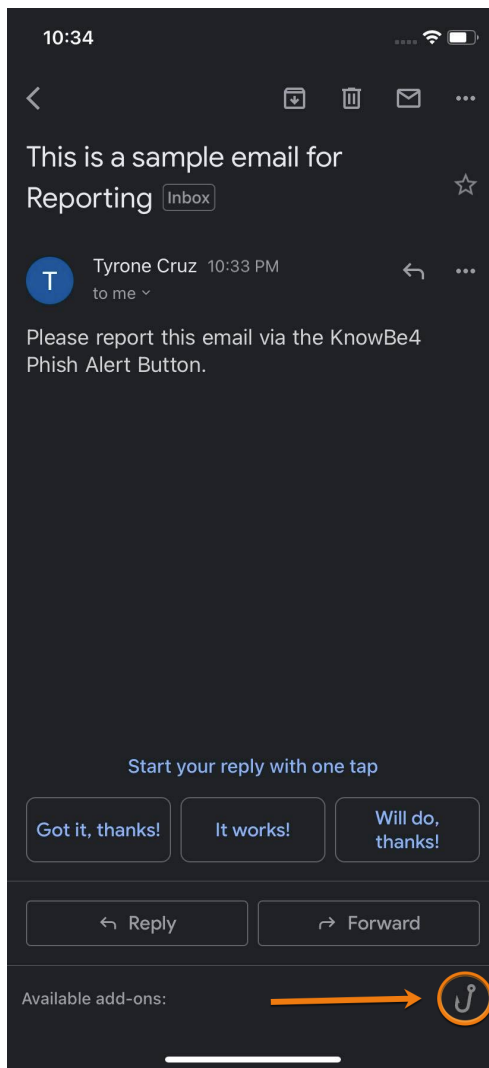 10:34
This is a sample email for
Reporting Inbox
T
Tyrone Cruz 10:33 PM
to me
Please report this email via the KnowBe4
Phish Alert Button.
Start your reply with one tap
Got it, thanks!
It works!
Will do,
thanks!
Reply
Forward
Available add-ons: